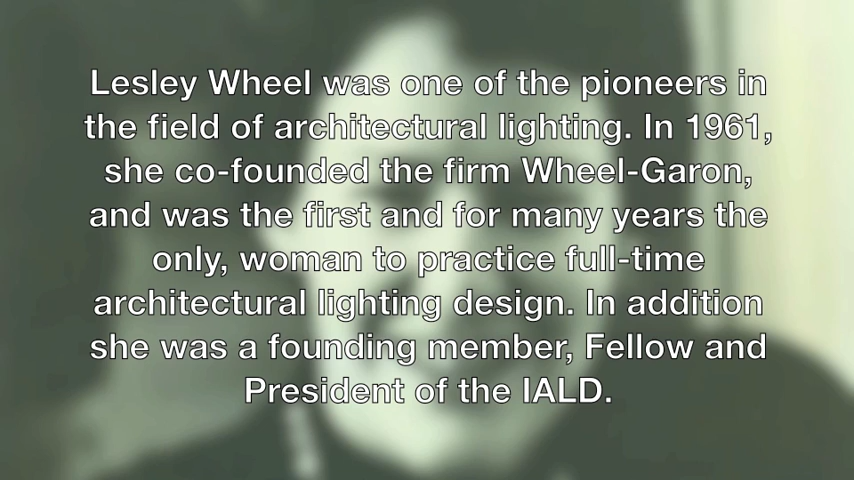 Lesley Wheel was one of the pioneers in
the field of architectural lighting. In 1961,
she co-founded the firm Wheel-Garon,
and was the first and for many years the
only, woman to practice full-time
architectural lighting design. In addition
she was a founding member, Fellow and
President of the IALD.